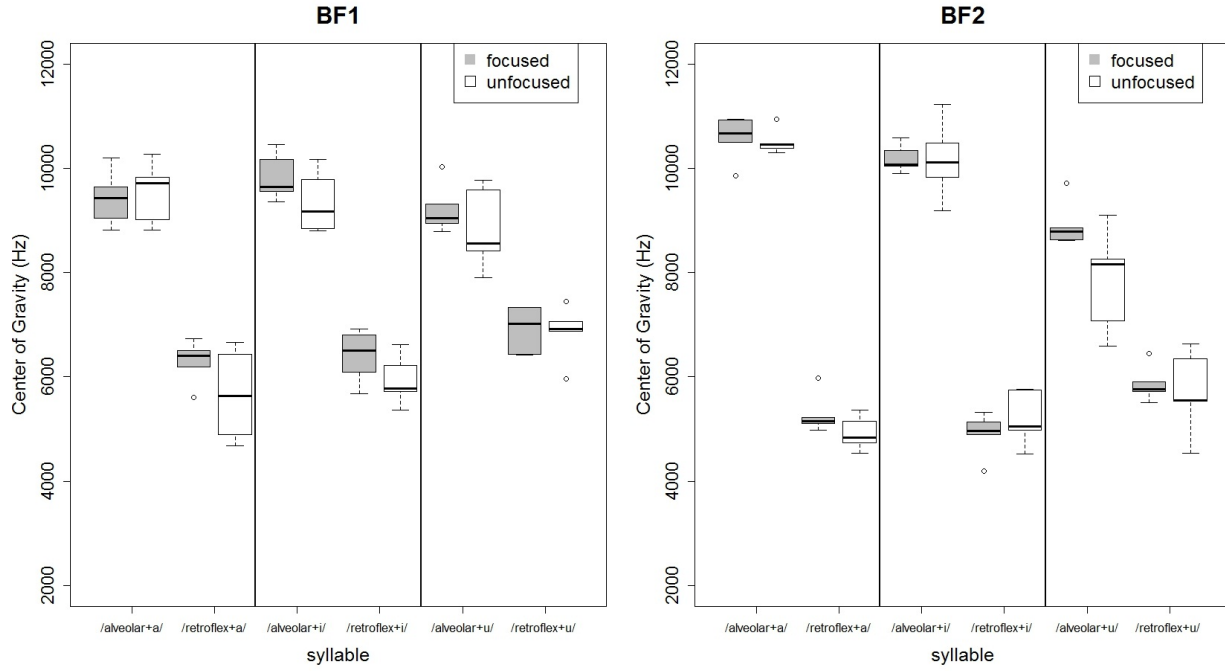 BF1
focused
unfocused
Center of Gravity (Hz)
12000
10000
8000
6000
4000
2000
/alveolar+a/ /retroflex+a/ /alveolar+i/ /retroflex+i/ /alveolar+u/ /retroflex+u/
syllable
BF2
focused
unfocused
Center of Gravity (Hz)
12000
10000
8000
6000
4000
2000
/alveolar+a/ /retroflex+a/ /alveolar+i/ /retroflex+i/ /alveolar+u/ /retroflex+u/
syllable